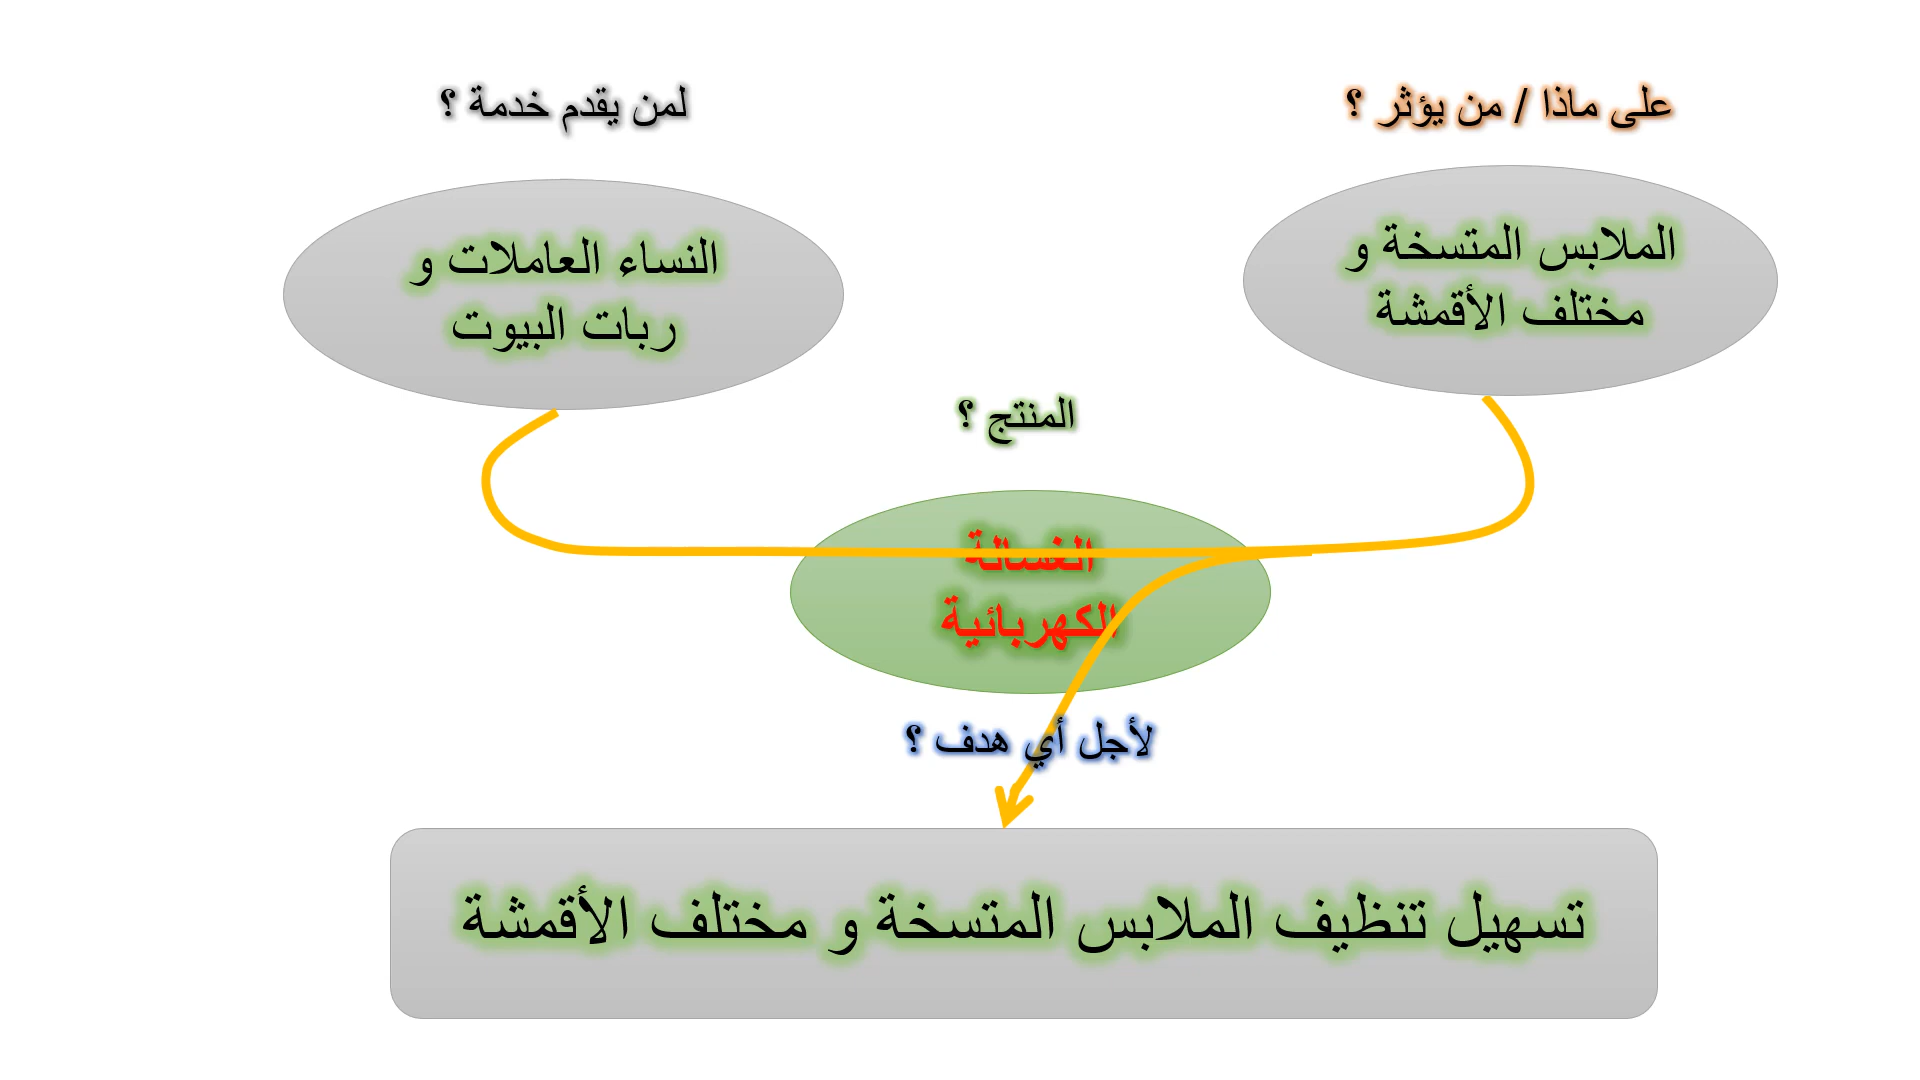 على ماذا / من يؤثر ؟
لمن يقدم خدمة ؟
الملابس المتسخة و
مختلف الأقمشة
النساء العاملات و
ربات البيوت
المنتج ؟
الغسالة
الكهربائية
لأجل أي هدف ؟
تسهيل تنظيف الملابس المتسخة و مختلف الأقمشة